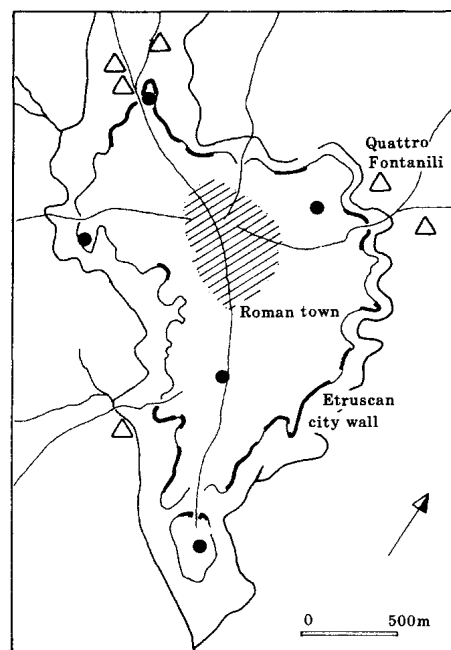 Quattro
Fontanili
Roman town
Etruscan
city wall
0 500m